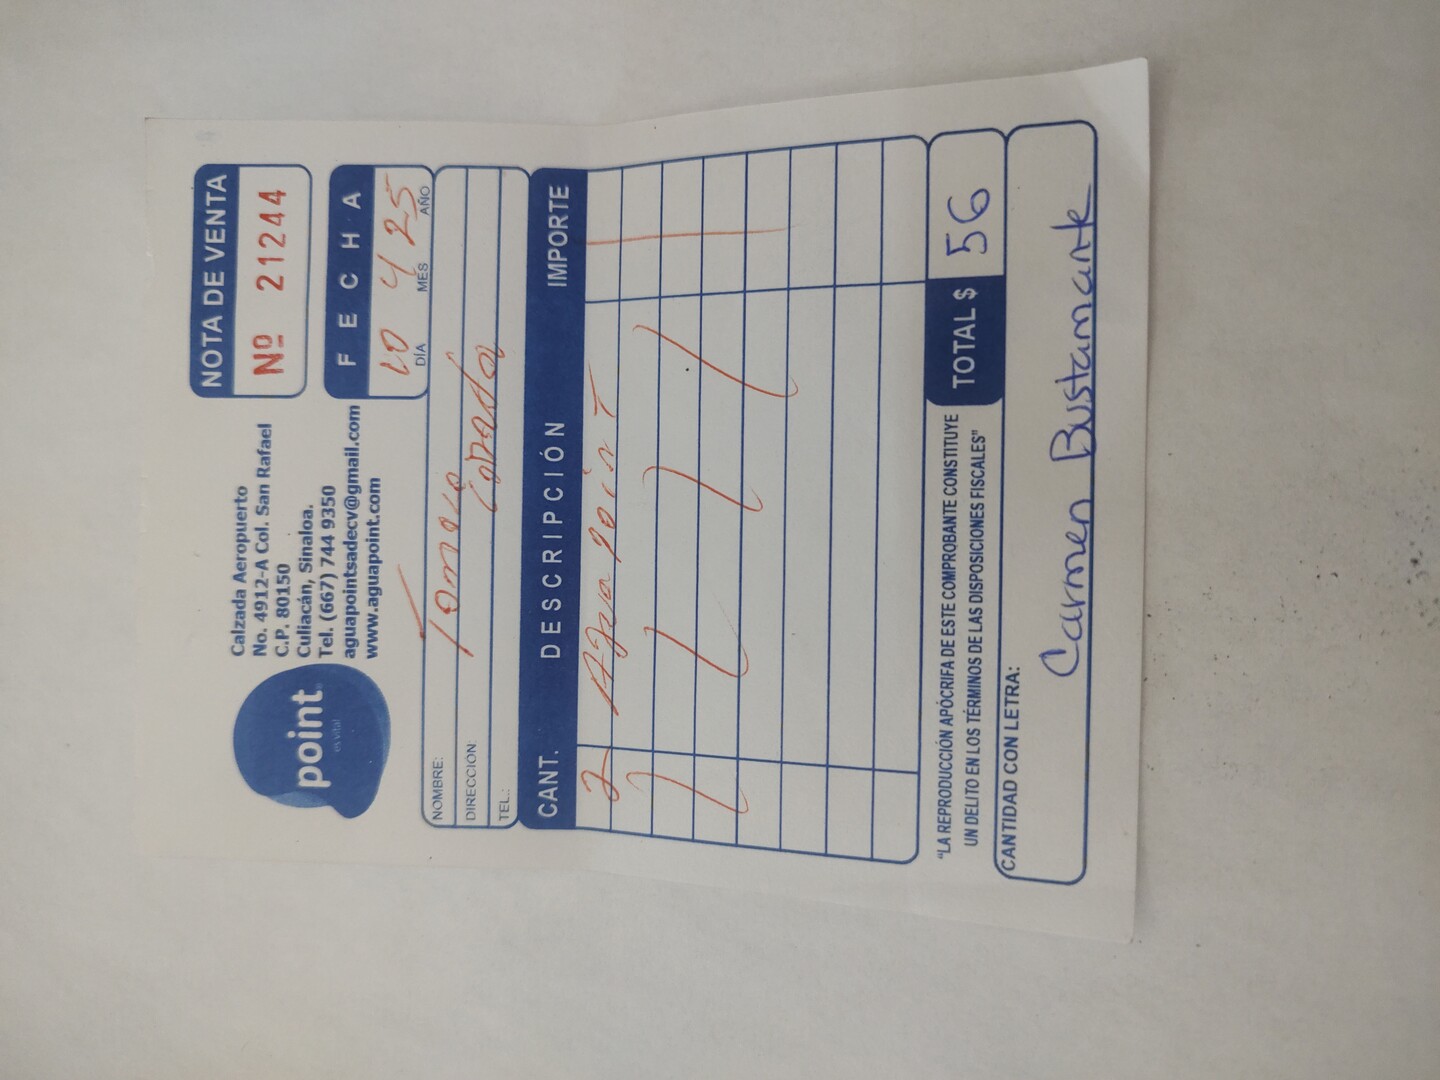 point
es vital
Calzada Aeropuerto
No. 4912-A Col. San Rafael
C.P. 80150
Culiacán, Sinaloa.
Tel. (667) 744 9350
aguapointsadecv@gmail.com
www.aguapoint.com
NOTA DE VENTA
Nº 21244
FECHA
10 4 25
DÍA MES AÑO
NOMBRE:
DIRECCIÓN:
TEL.:
CANT. DESCRIPCIÓN IMPORTE
2 Agua Point
"LA REPRODUCCIÓN APÓCRIFA DE ESTE COMPROBANTE CONSTITUYE
UN DELITO EN LOS TÉRMINOS DE LAS DISPOSICIONES FISCALES"
TOTAL $ 56
CANTIDAD CON LETRA:
Carmen Bustamante